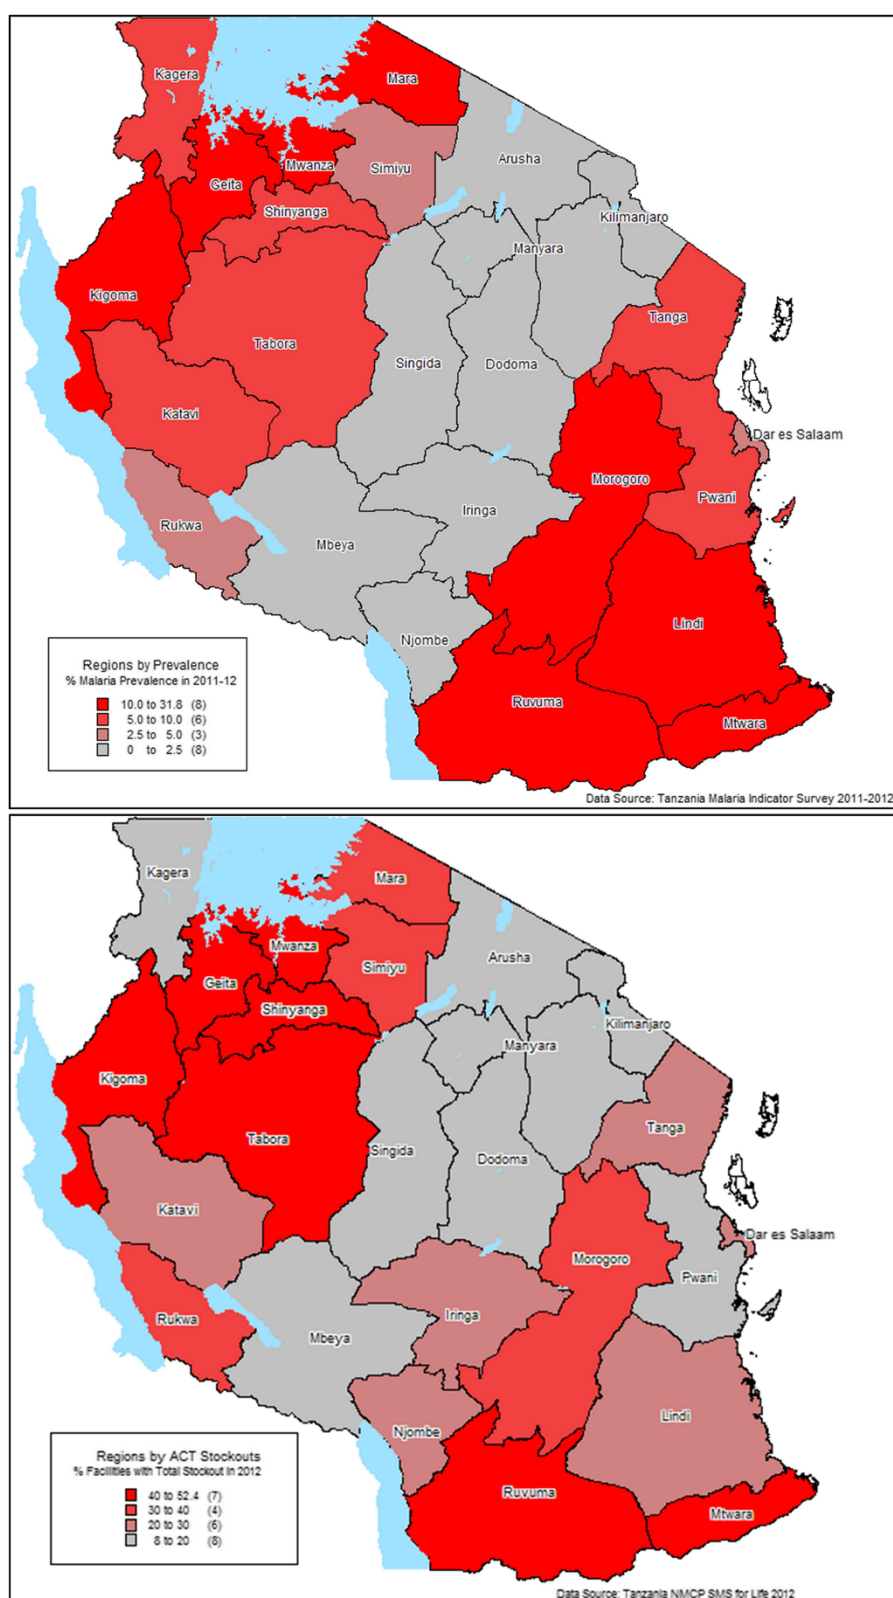 Kagera
Mara
Mwanza
Simiyu
Arusha
Geita
Shinyanga
Kilimanjaro
Manyara
Kigoma
Tanga
Tabora
Singida
Dodoma
Katavi
Dar es Salaam
Morogoro
Pwani
Rukwa
Iringa
Mbeya
Njombe
Lindi
Ruvuma
Mtwara
Regions by Prevalence
% Malaria Prevalence in 2011-12
10.0 to 31.8 (8)
5.0 to 10.0 (6)
2.5 to 5.0 (3)
0 to 2.5 (8)
Data Source: Tanzania Malaria Indicator Survey 2011-2012
Kagera
Mara
Mwanza
Simiyu
Arusha
Geita
Shinyanga
Kilimanjaro
Manyara
Kigoma
Tanga
Tabora
Singida
Dodoma
Katavi
Dar es Salaam
Morogoro
Pwani
Rukwa
Iringa
Mbeya
Lindi
Njombe
Ruvuma
Mtwara
Regions by ACT Stockouts
% Facilities with Total Stockout in 2012
40 to 52.4 (7)
30 to 40 (4)
20 to 30 (6)
8 to 20 (8)
Data Source: Tanzania NMCP SMS for Life 2012